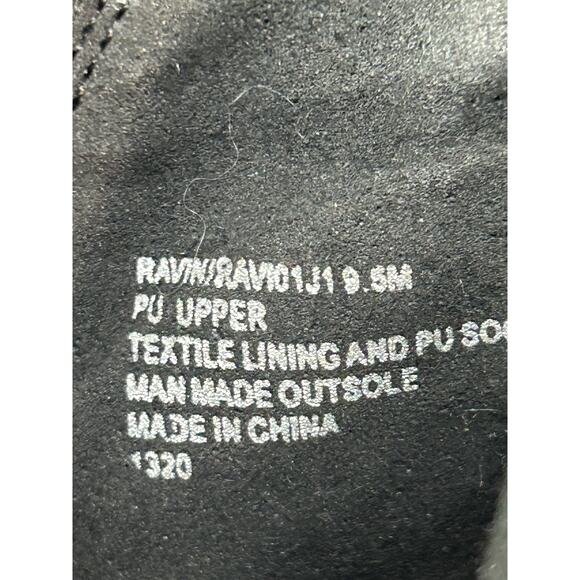 RAVIN/RAVI01J1 9.5M
PU UPPER
TEXTILE LINING AND PU
MAN MADE OUTSOLE
MADE IN CHINA
1320